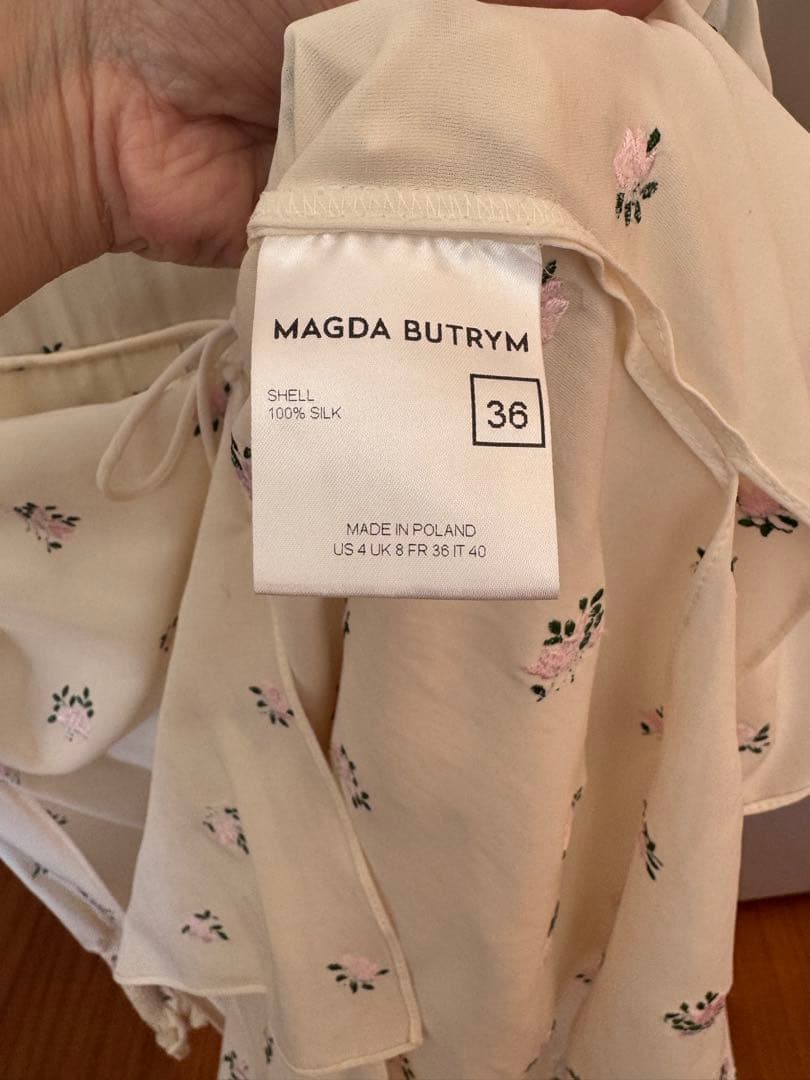 MAGDA BUTRYM
SHELL
100% SILK
36
MADE IN POLAND
US 4 UK 8 FR 36 IT 40